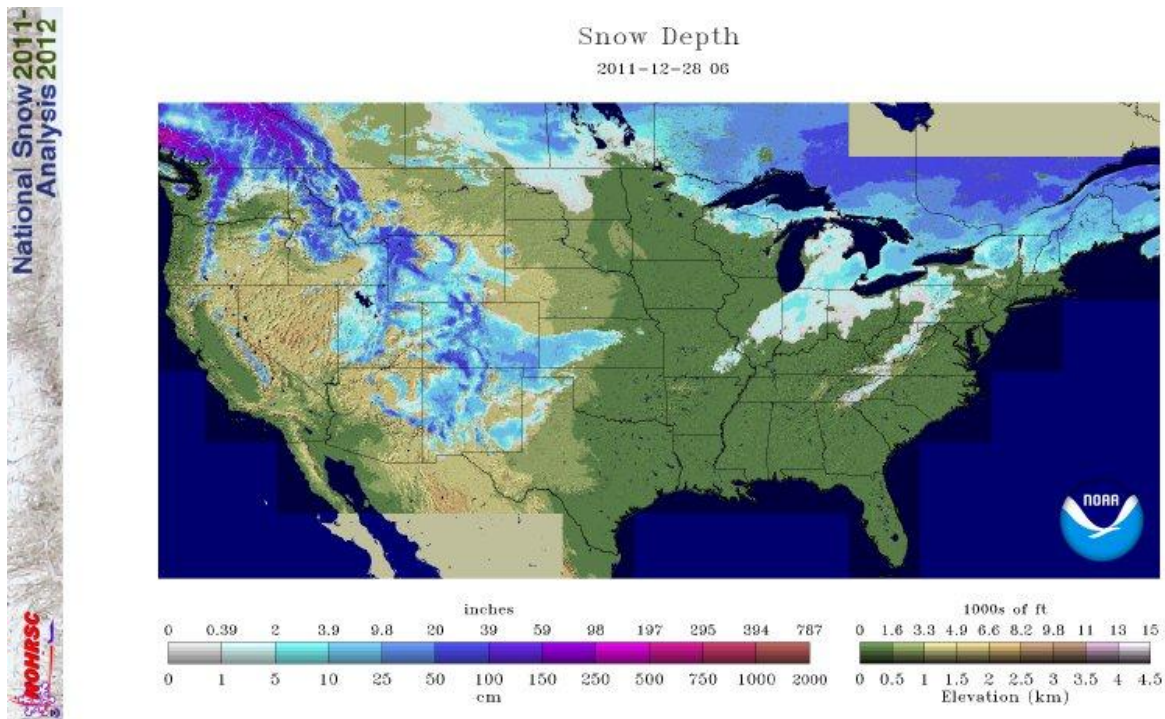 National Snow 2011-
Analysis 2012
NOHRSC
Snow Depth
2011-12-28 06
NOAA
inches
0 0.39 2 3.9 9.8 20 39 59 98 197 295 394 787
0 1 5 10 25 50 100 150 250 500 750 1000 2000
cm
1000s of ft
0 1.6 3.3 4.9 6.6 8.2 9.8 11 13 15
0 0.5 1 1.5 2 2.5 3 3.5 4 4.5
Elevation (km)